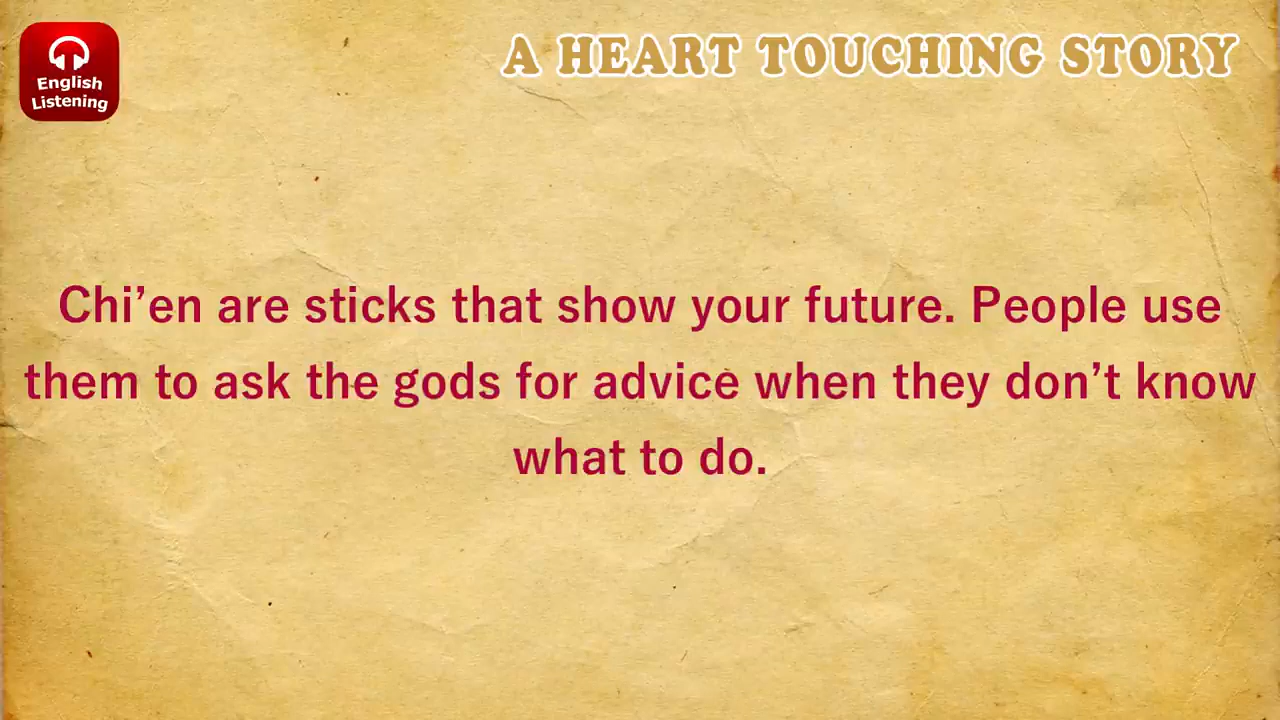 English
Listening
A HEART TOUCHING STORY
Chi’en are sticks that show your future. People use
them to ask the gods for advice when they don’t know
what to do.